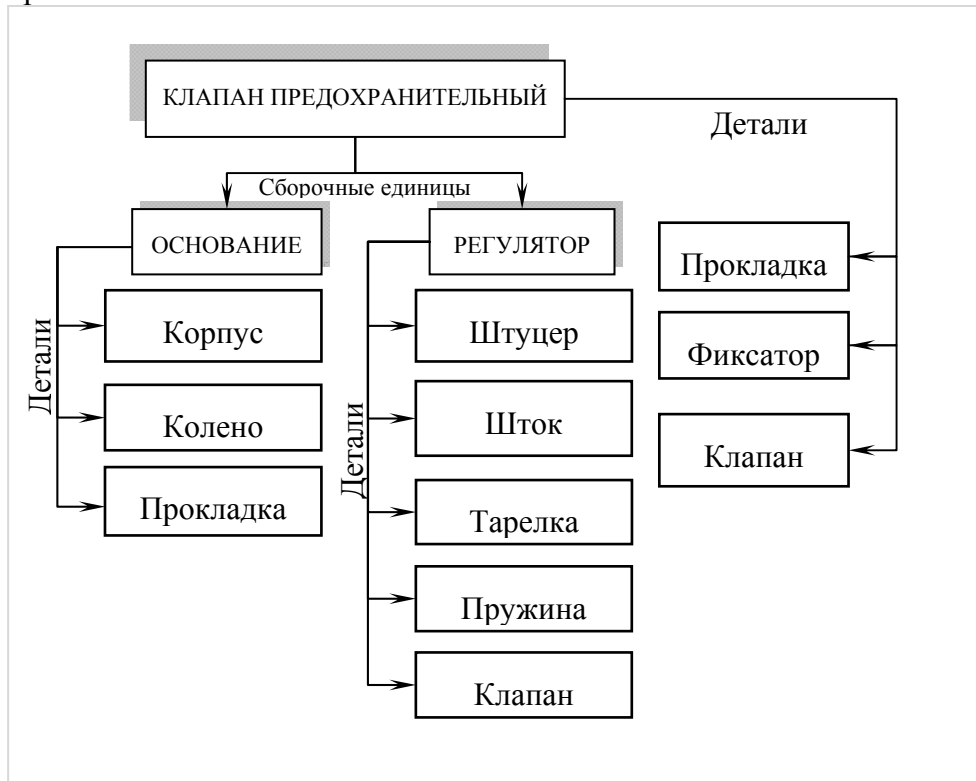 КЛАПАН ПРЕДОХРАНИТЕЛЬНЫЙ
Детали
Сборочные единицы
ОСНОВАНИЕ
РЕГУЛЯТОР
Прокладка
Фиксатор
Клапан
Детали
Корпус
Колено
Прокладка
Детали
Штуцер
Шток
Тарелка
Пружина
Клапан